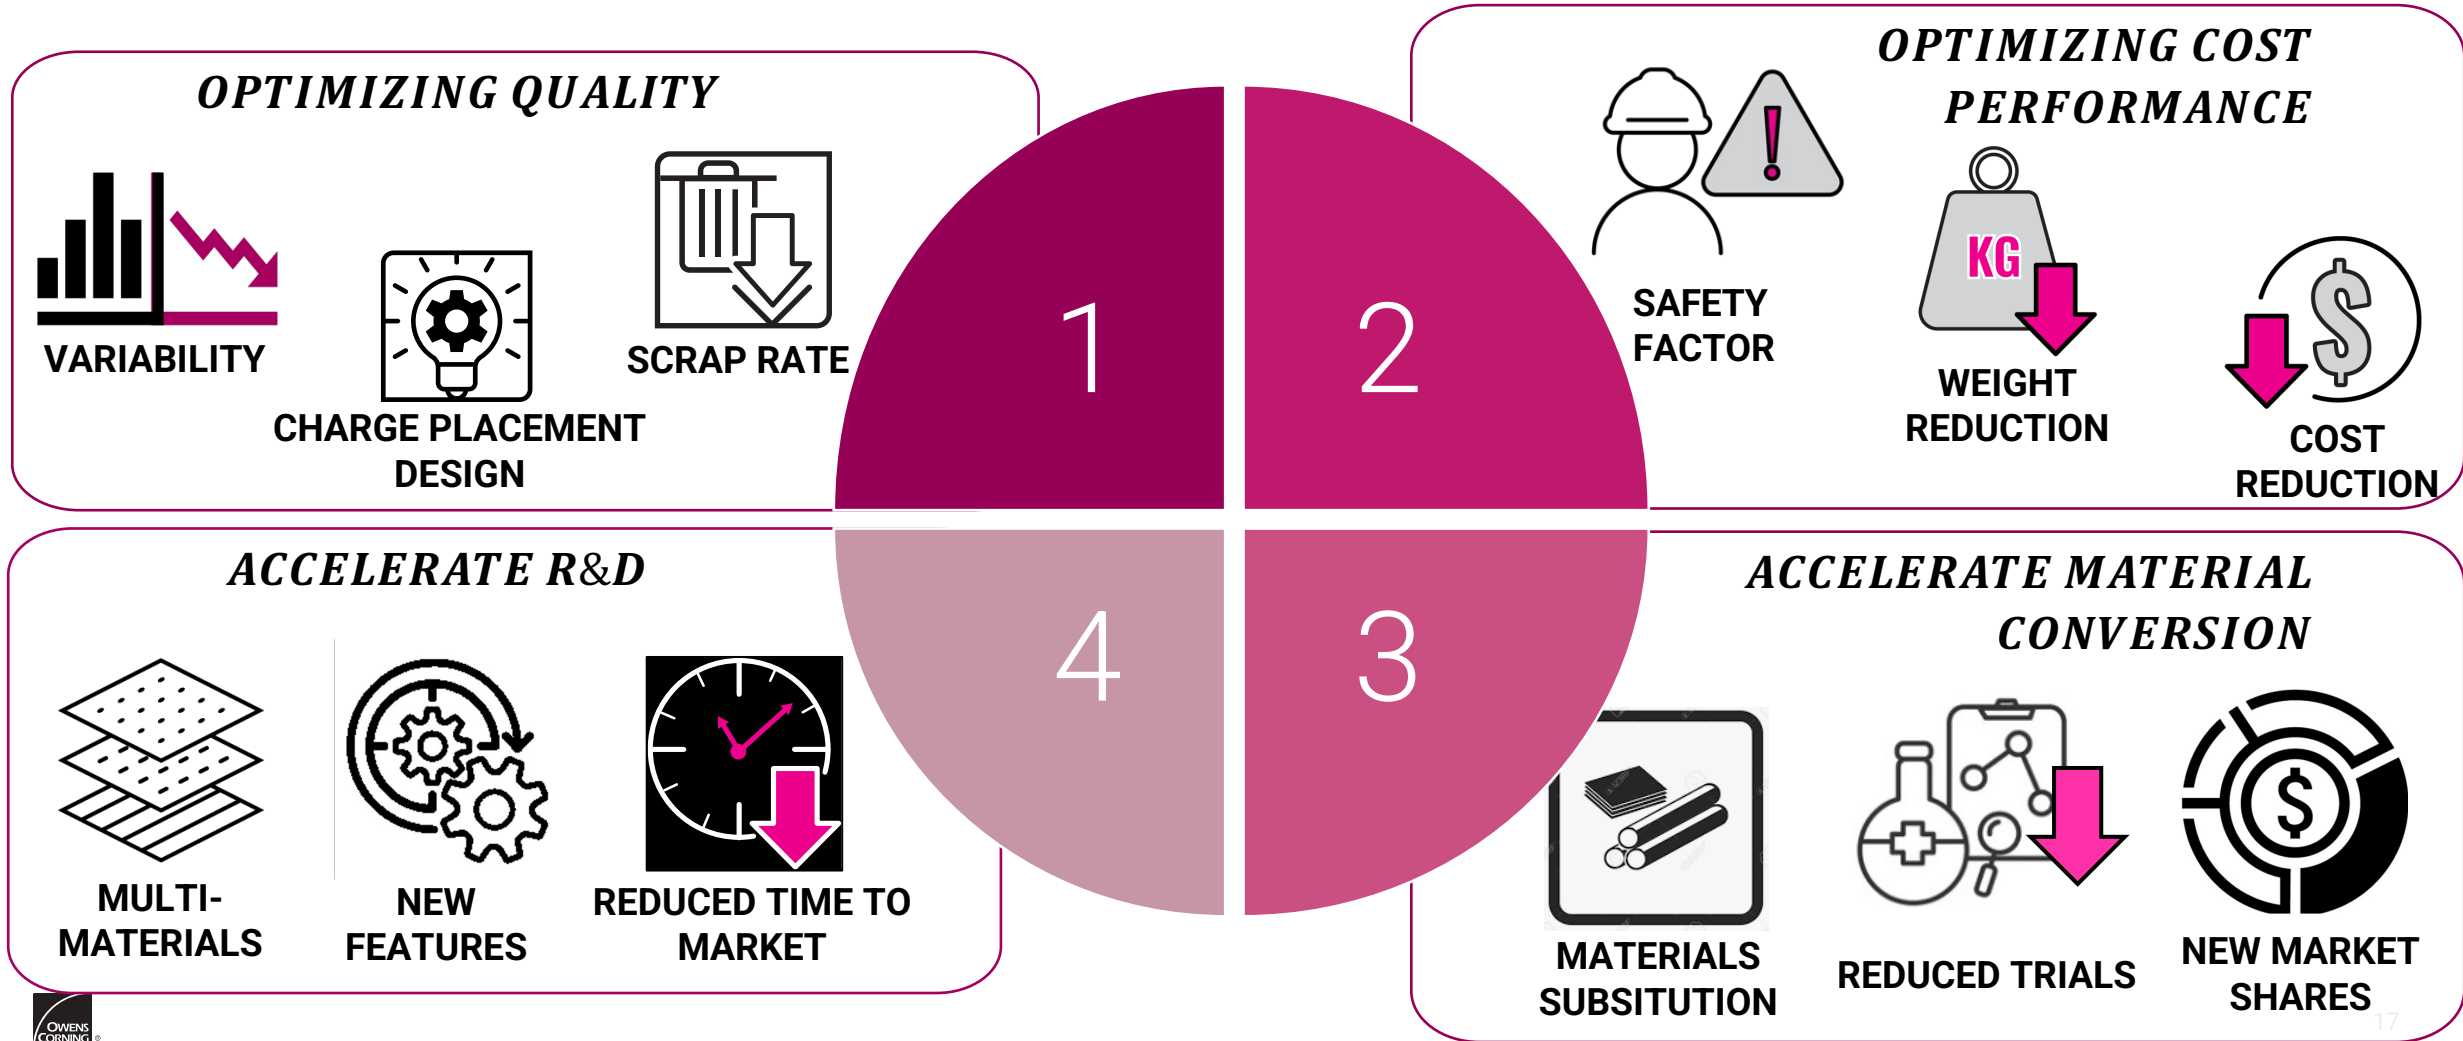 OPTIMIZING QUALITY
VARIABILITY
CHARGE PLACEMENT
DESIGN
SCRAP RATE
1
2
OPTIMIZING COST
PERFORMANCE
SAFETY
FACTOR
KG
WEIGHT
REDUCTION
$
COST
REDUCTION
ACCELERATE R&D
MULTI-
MATERIALS
NEW
FEATURES
REDUCED TIME TO
MARKET
4
3
ACCELERATE MATERIAL
CONVERSION
MATERIALS
SUBSITUTION
REDUCED TRIALS
$
NEW MARKET
SHARES
OWENS
CORNING
®
17